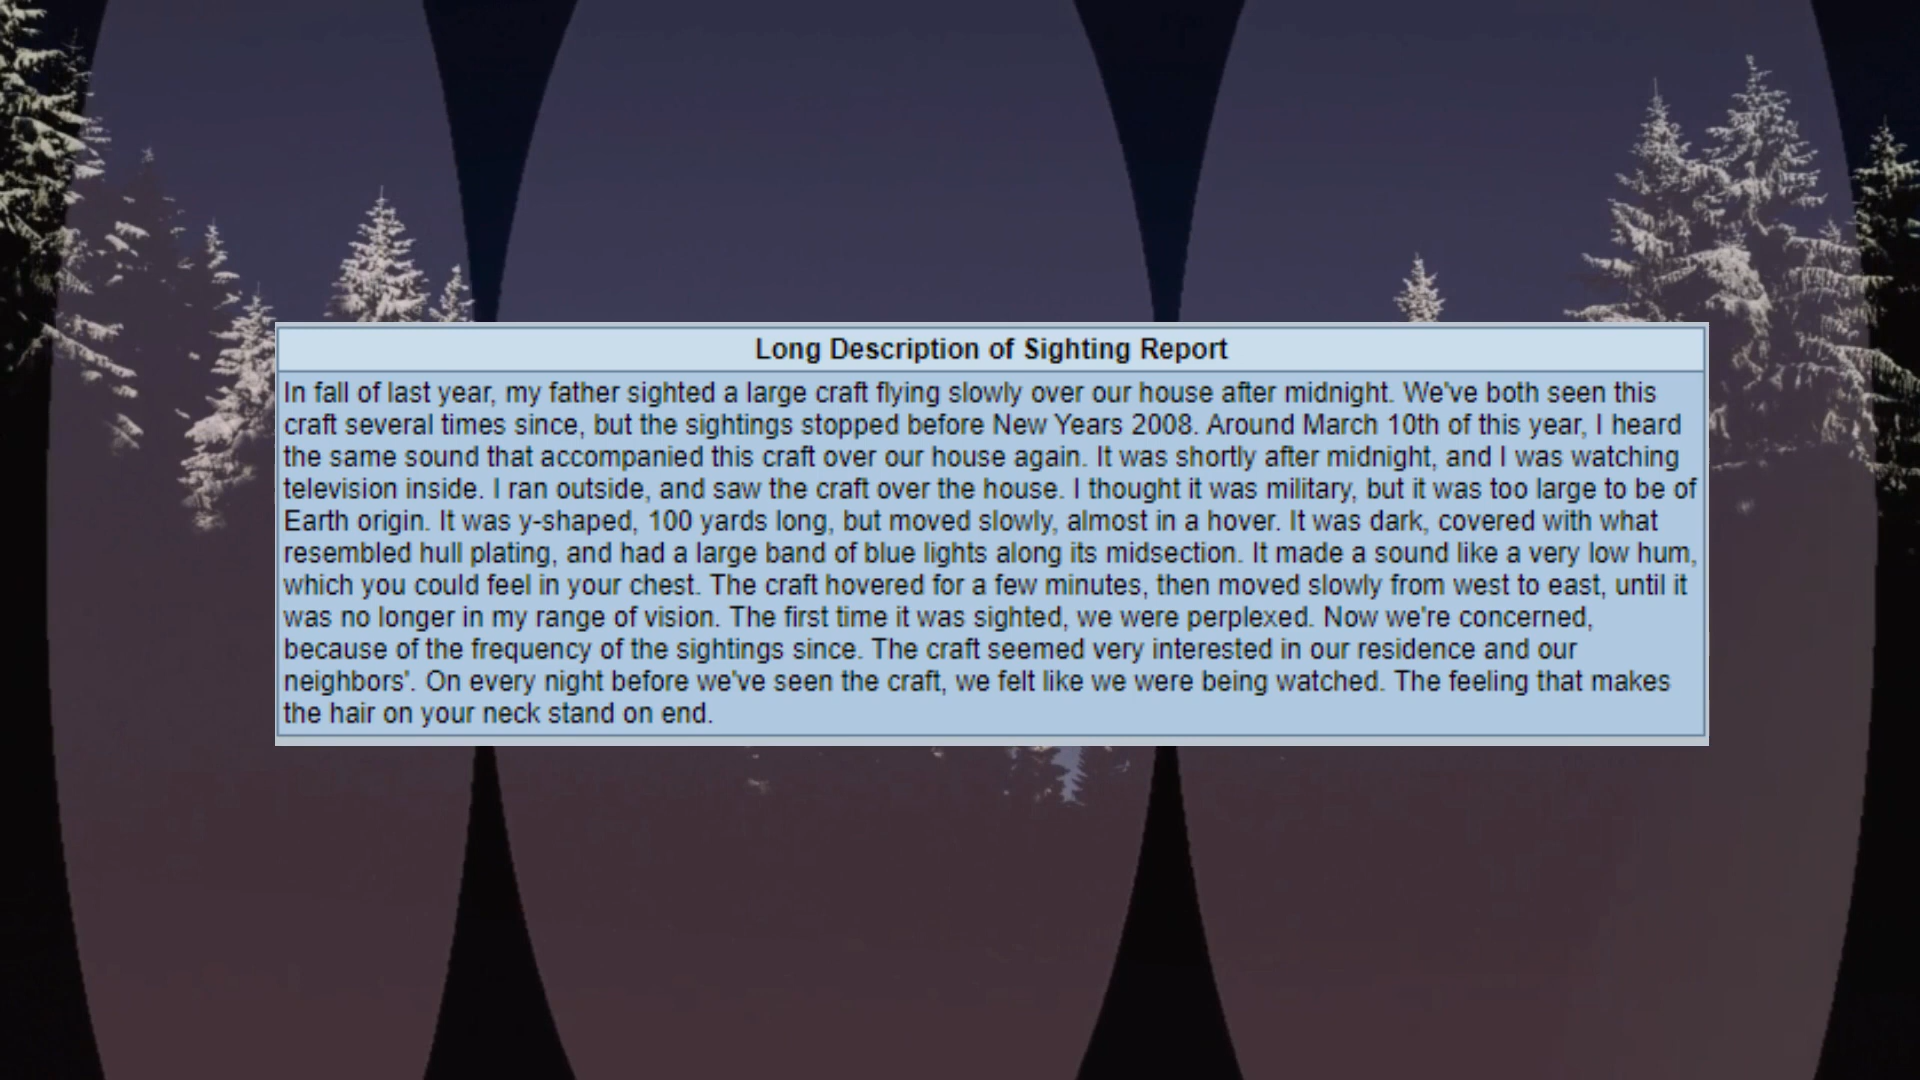 Long Description of Sighting Report
In fall of last year, my father sighted a large craft flying slowly over our house after midnight. We've both seen this
craft several times since, but the sightings stopped before New Years 2008. Around March 10th of this year, I heard
the same sound that accompanied this craft over our house again. It was shortly after midnight, and I was watching
television inside. I ran outside, and saw the craft over the house. I thought it was military, but it was too large to be of
Earth origin. It was y-shaped, 100 yards long, but moved slowly, almost in a hover. It was dark, covered with what
resembled hull plating, and had a large band of blue lights along its midsection. It made a sound like a very low hum,
which you could feel in your chest. The craft hovered for a few minutes, then moved slowly from west to east, until it
was no longer in my range of vision. The first time it was sighted, we were perplexed. Now we're concerned,
because of the frequency of the sightings since. The craft seemed very interested in our residence and our
neighbors'. On every night before we've seen the craft, we felt like we were being watched. The feeling that makes
the hair on your neck stand on end.